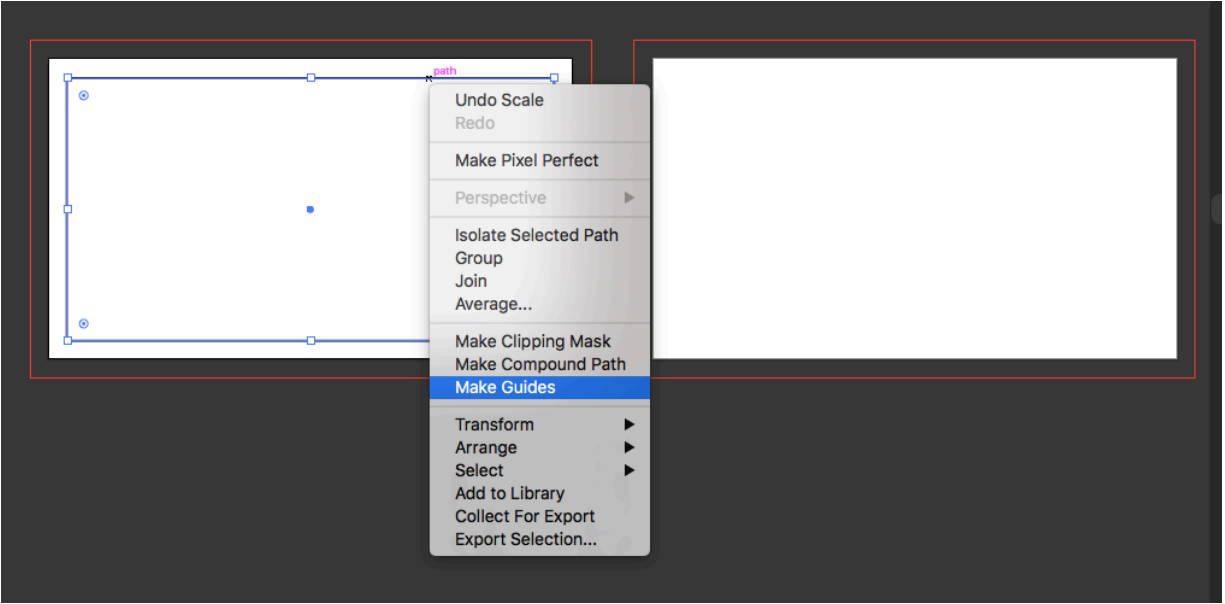 path
Undo Scale
Redo
Make Pixel Perfect
Perspective
Isolate Selected Path
Group
Join
Average...
Make Clipping Mask
Make Compound Path
Make Guides
Transform
Arrange
Select
Add to Library
Collect For Export
Export Selection...